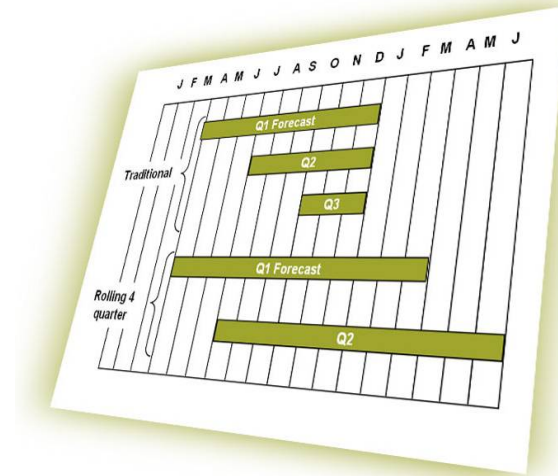 J F M A M J J A S O N D J F M A M J
Q1 Forecast
Traditional
Q2
Q3
Q1 Forecast
Rolling 4
quarter
Q2